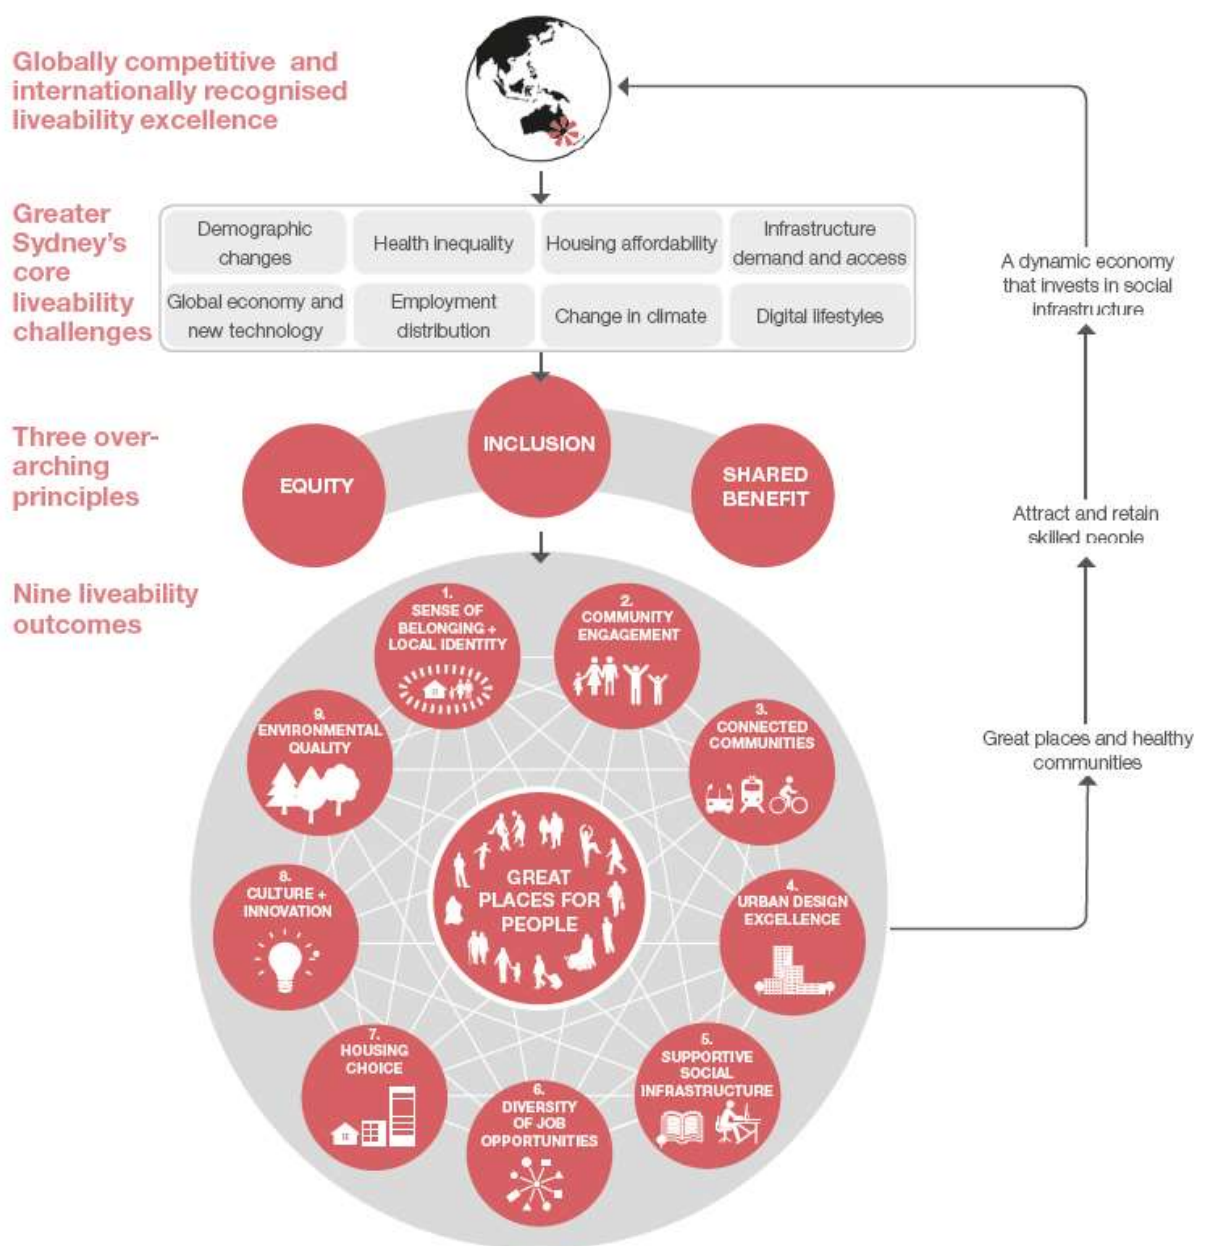 Globally competitive and
internationally recognised
liveability excellence
Greater
Sydney's
core
liveability
challenges
Demographic
changes
Health inequality
Housing affordability
Infrastructure
demand and access
Global economy and
new technology
Employment
distribution
Change in climate
Digital lifestyles
A dynamic economy
that invests in social
infrastructure
Three over-
arching
principles
EQUITY
INCLUSION
SHARED
BENEFIT
Attract and retain
skilled people
Nine liveability
outcomes
1.
SENSE OF
BELONGING +
LOCAL IDENTITY
2.
COMMUNITY
ENGAGEMENT
3.
CONNECTED
COMMUNITIES
Great places and healthy
communities
4.
URBAN DESIGN
EXCELLENCE
5.
SUPPORTIVE
SOCIAL
INFRASTRUCTURE
6.
DIVERSITY
OF JOB
OPPORTUNITIES
7.
HOUSING
CHOICE
8.
CULTURE +
INNOVATION
9.
ENVIRONMENTAL
QUALITY
GREAT
PLACES FOR
PEOPLE